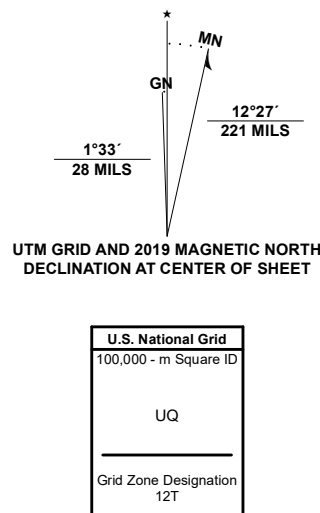 ★
MN
GN
12°27´
221 MILS
1°33´
28 MILS
UTM GRID AND 2019 MAGNETIC NORTH
DECLINATION AT CENTER OF SHEET
U.S. National Grid
100,000 - m Square ID
UQ
Grid Zone Designation
12T